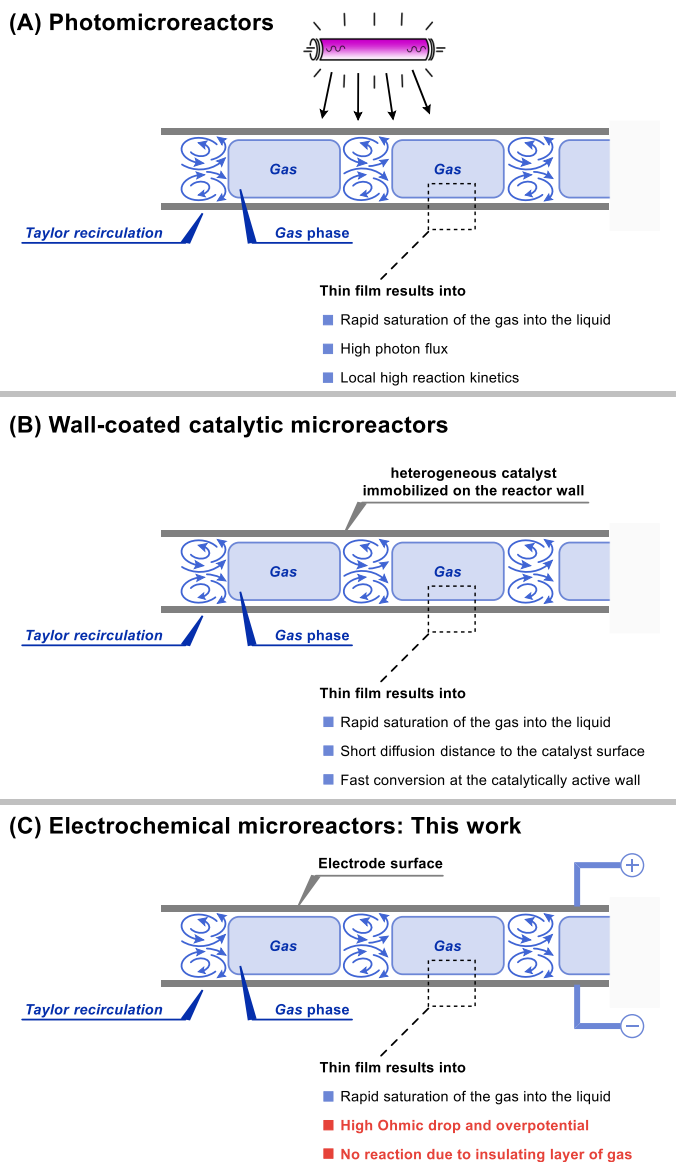 (A) Photomicroreactors
Gas
Gas
Taylor recirculation
Gas phase
Thin film results into
Rapid saturation of the gas into the liquid
High photon flux
Local high reaction kinetics
(B) Wall-coated catalytic microreactors
heterogeneous catalyst
immobilized on the reactor wall
Gas
Gas
Taylor recirculation
Gas phase
Thin film results into
Rapid saturation of the gas into the liquid
Short diffusion distance to the catalyst surface
Fast conversion at the catalytically active wall
(C) Electrochemical microreactors: This work
Electrode surface
+
Gas
Gas
Taylor recirculation
Gas phase
−
Thin film results into
Rapid saturation of the gas into the liquid
High Ohmic drop and overpotential
No reaction due to insulating layer of gas